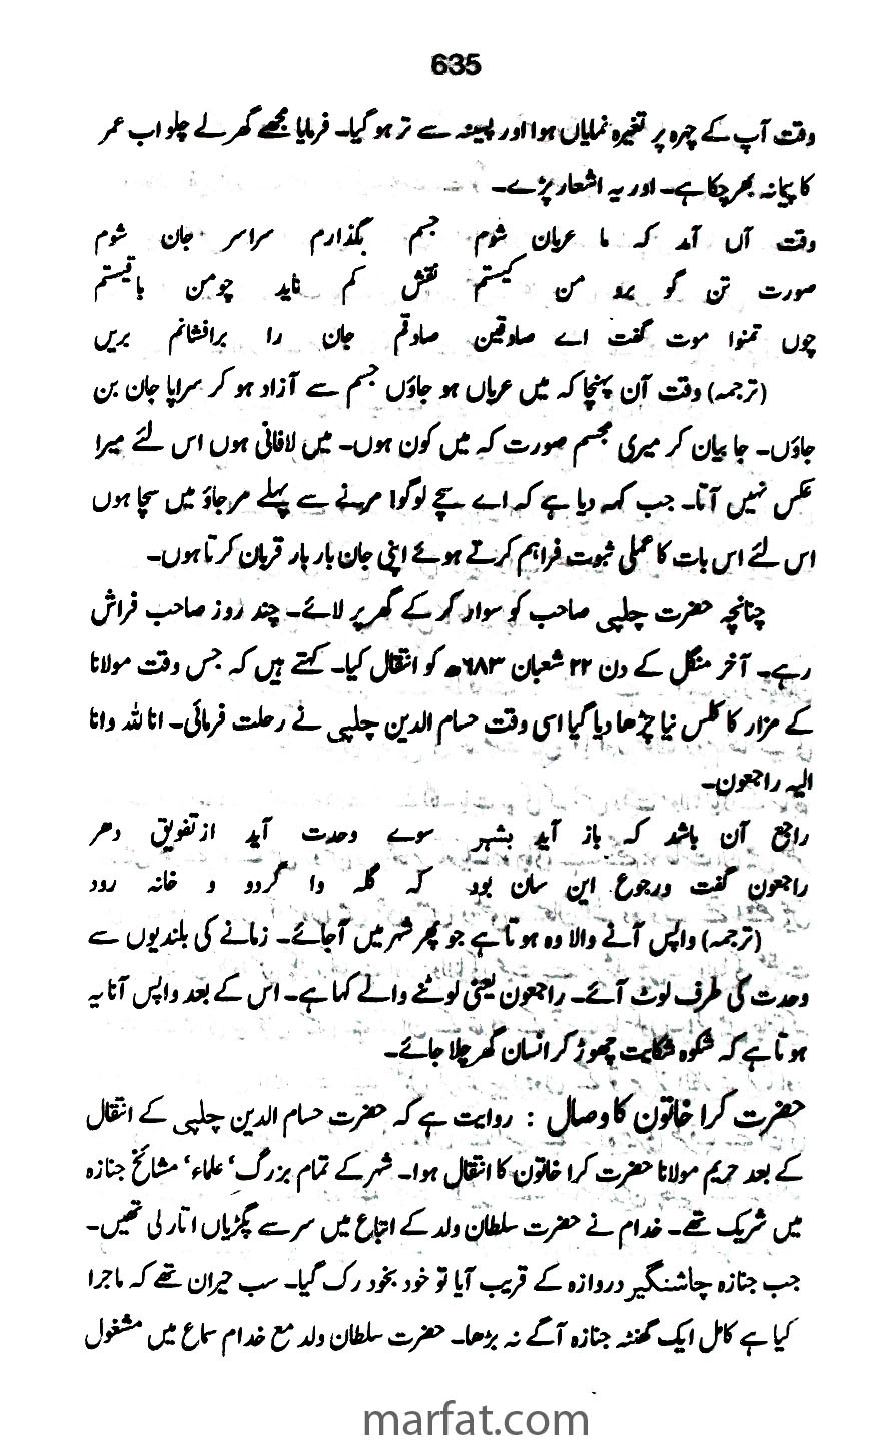 635
وقت آپ کے چہرہ پر تغیرہ نمایاں ہوا اور پسینہ سے تر ہو گیا۔ فرمایا مجھے گھر لے چلو اب عمر
کا پیمانہ بھر چکا ہے۔ اور یہ اشعار پڑے۔
وقت آں آمد کہ ما عریان شوم جسم بگذارم سراسر جان شوم
صورت تن گو برو من کیستم نقش کم ناید چومن باقیستم
چوں تمنوا موت گفت اے صادقین صادقم جان را برافشانم بریں
(ترجمہ) وقت آن پہنچا کہ میں عریاں ہو جاؤں جسم سے آزاد ہو کر سراپا جان بن
جاؤں۔ جا بیان کر میری مجسم صورت کہ میں کون ہوں۔ میں لافانی ہوں اس لئے میرا
عکس نہیں آتا۔ جب کہہ دیا ہے کہ اے سچے لوگو! مرنے سے پہلے مرجاؤ میں سچا ہوں
اس لئے اس بات کا عملی ثبوت فراہم کرتے ہوئے اپنی جان بار بار قربان کرتا ہوں۔
چنانچہ حضرت چلپی صاحب کو سوار کر کے گھر پر لائے۔ چند روز صاحب فراش
رہے۔ آخر منگل کے دن ۲۲ شعبان ۶۸۳ھ کو انتقال کیا۔ کہتے ہیں کہ جس وقت مولانا
کے مزار کا کلس نیا چڑھا دیا گیا اسی وقت حسام الدین چلپی نے رحلت فرمائی۔ انا للہ وانا
الیہ راجعون۔
راجع آن باشد کہ باز آید بشہر سوے وحدت آید ازتفویق دھر
راجعون گفت ورجوع این سان بود کہ گلہ وا گردو و خانہ رود
(ترجمہ) واپس آنے والا وہ ہوتا ہے جو پھر شہر میں آجائے۔ زمانے کی بلندیوں سے
وحدت کی طرف لوٹ آئے۔ راجعون یعنی لوٹنے والے کہا ہے۔ اس کے بعد واپس آنا یہ
ہوتا ہے کہ شکوہ شکایت چھوڑ کر انسان گھر چلا جائے۔
حضرت کرا خاتون کا وصال : روایت ہے کہ حضرت حسام الدین چلپی کے انتقال
کے بعد حریم مولانا حضرت کرا خاتون کا انتقال ہوا۔ شہر کے تمام بزرگ، علماء، مشائخ جنازہ
میں شریک تھے۔ خدام نے حضرت سلطان ولد کے اتباع میں سر سے پگڑیاں اتار لی تھیں۔
جب جنازہ چاشنگیر دروازہ کے قریب آیا تو خود بخود رک گیا۔ سب حیران تھے کہ ماجرا
کیا ہے کامل ایک گھنٹہ جنازہ آگے نہ بڑھا۔ حضرت سلطان ولد مع خدام سماع میں مشغول
marfat.com